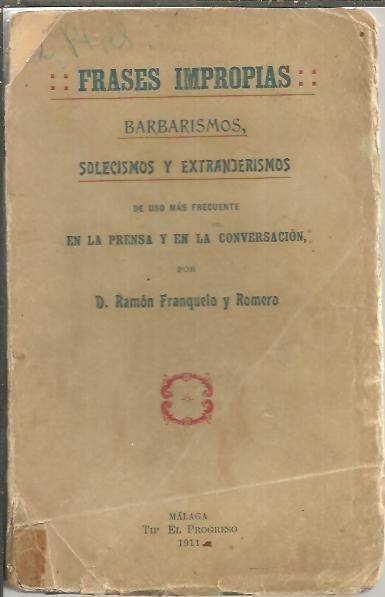 :: FRASES IMPROPIAS ::
BARBARISMOS,
SOLECISMOS Y EXTRANJERISMOS
DE USO MÁS FRECUENTE
EN LA PRENSA Y EN LA CONVERSACIÓN,
POR
D. Ramón Franquelo y Romero
MÁLAGA
TIP EL PROGRESO
1911